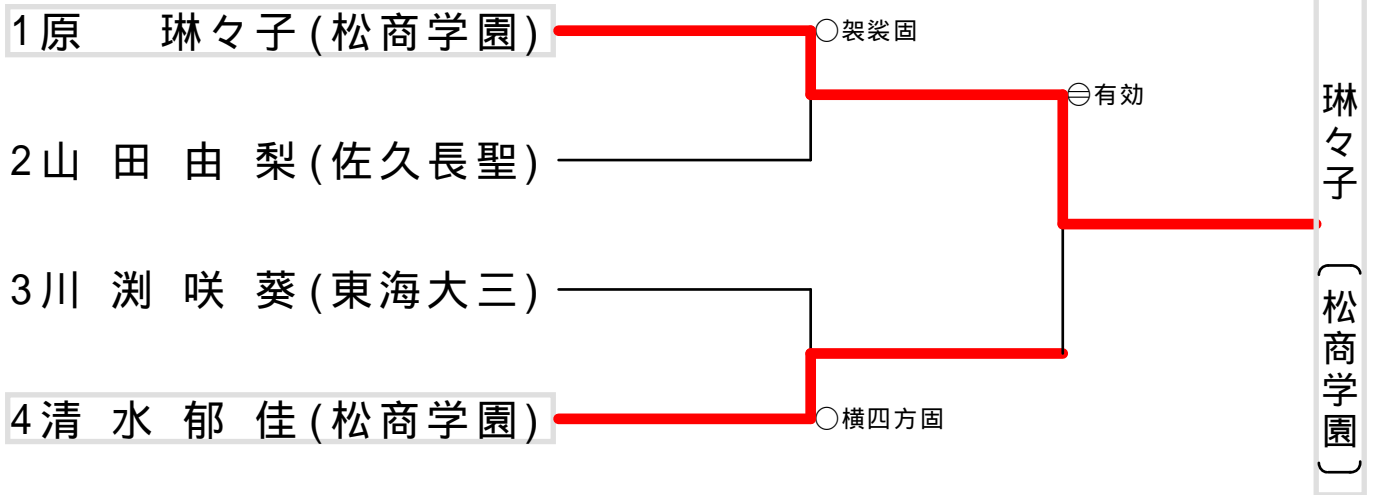 1原　琳々子(松商学園)
○袈裟固
㊀有効
2山田由梨(佐久長聖)
3川渕咲葵(東海大三)
4清水郁佳(松商学園)
○横四方固
琳々子(松商学園)